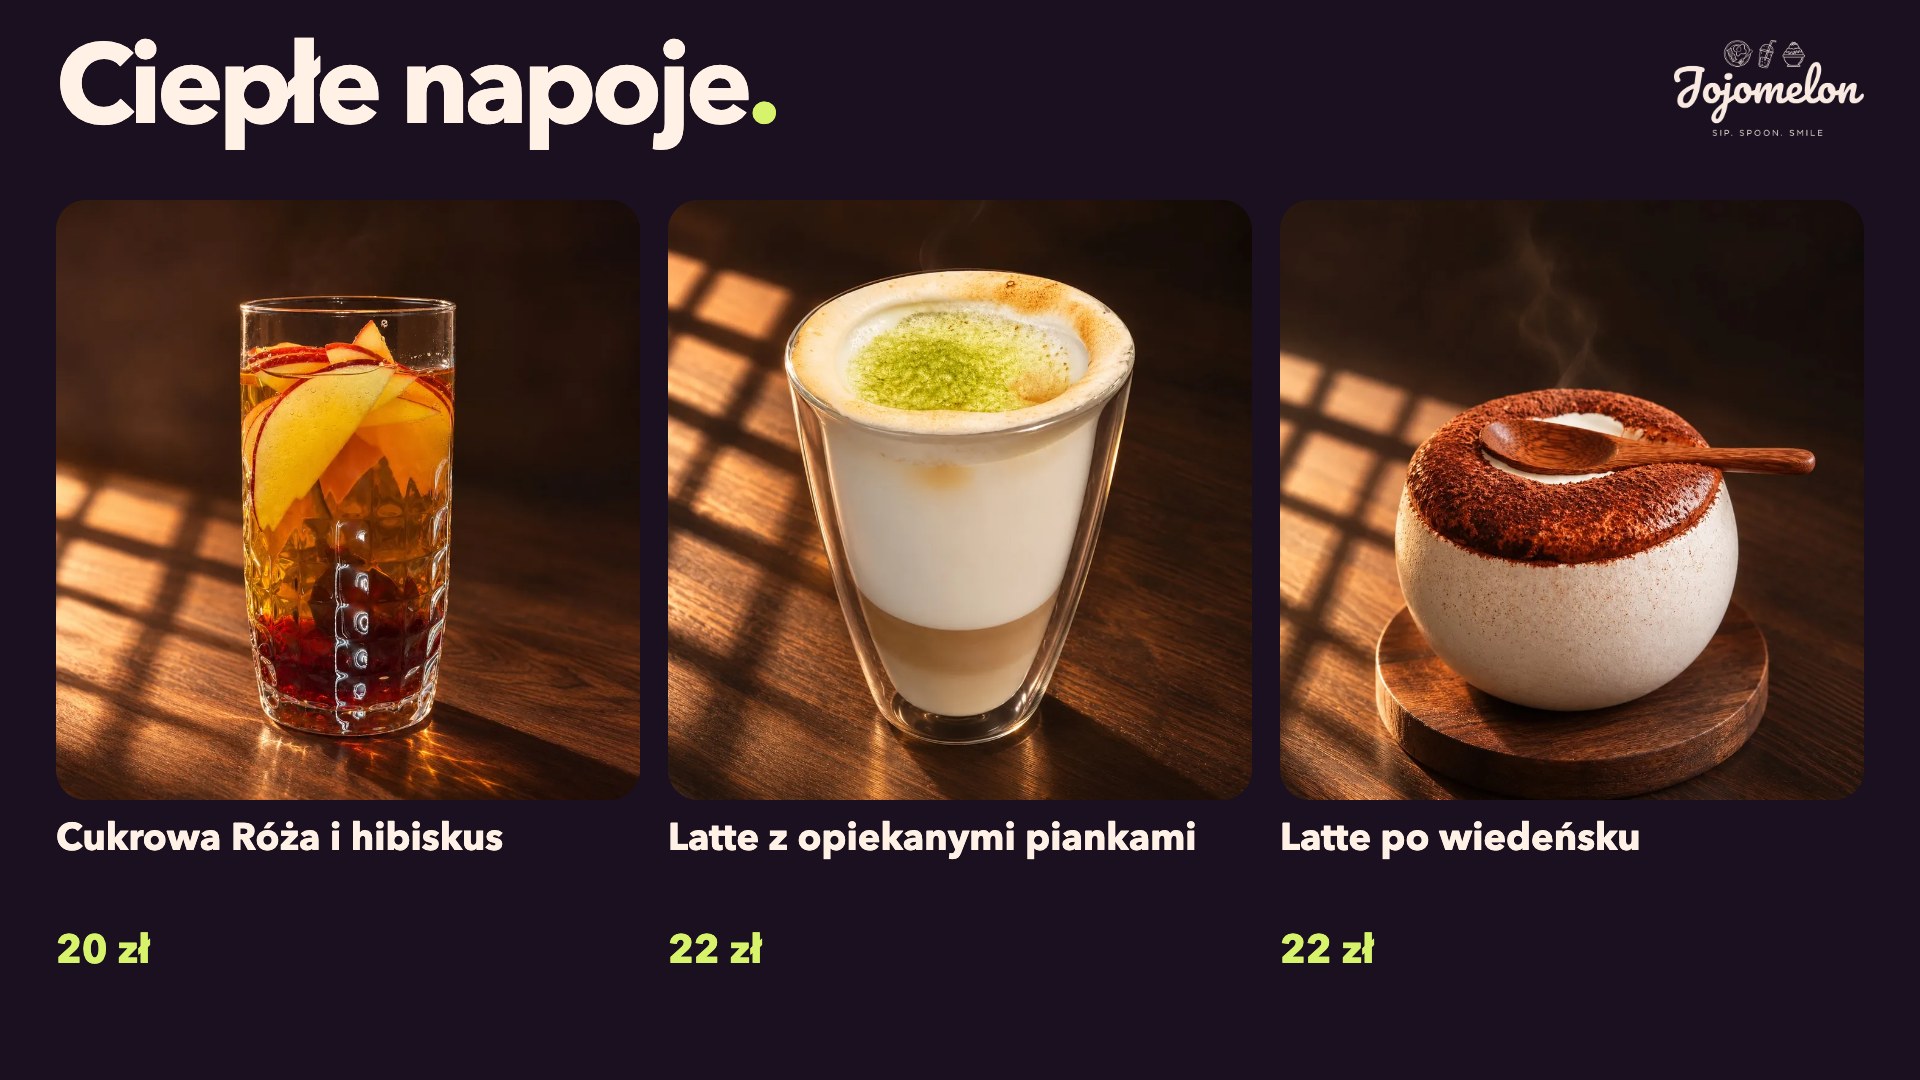 Ciepłe napoje.
Jojomelon
SIP. SPOON. SMILE
Cukrowa Róża i hibiskus
20 zł
Latte z opiekanymi piankami
22 zł
Latte po wiedeńsku
22 zł